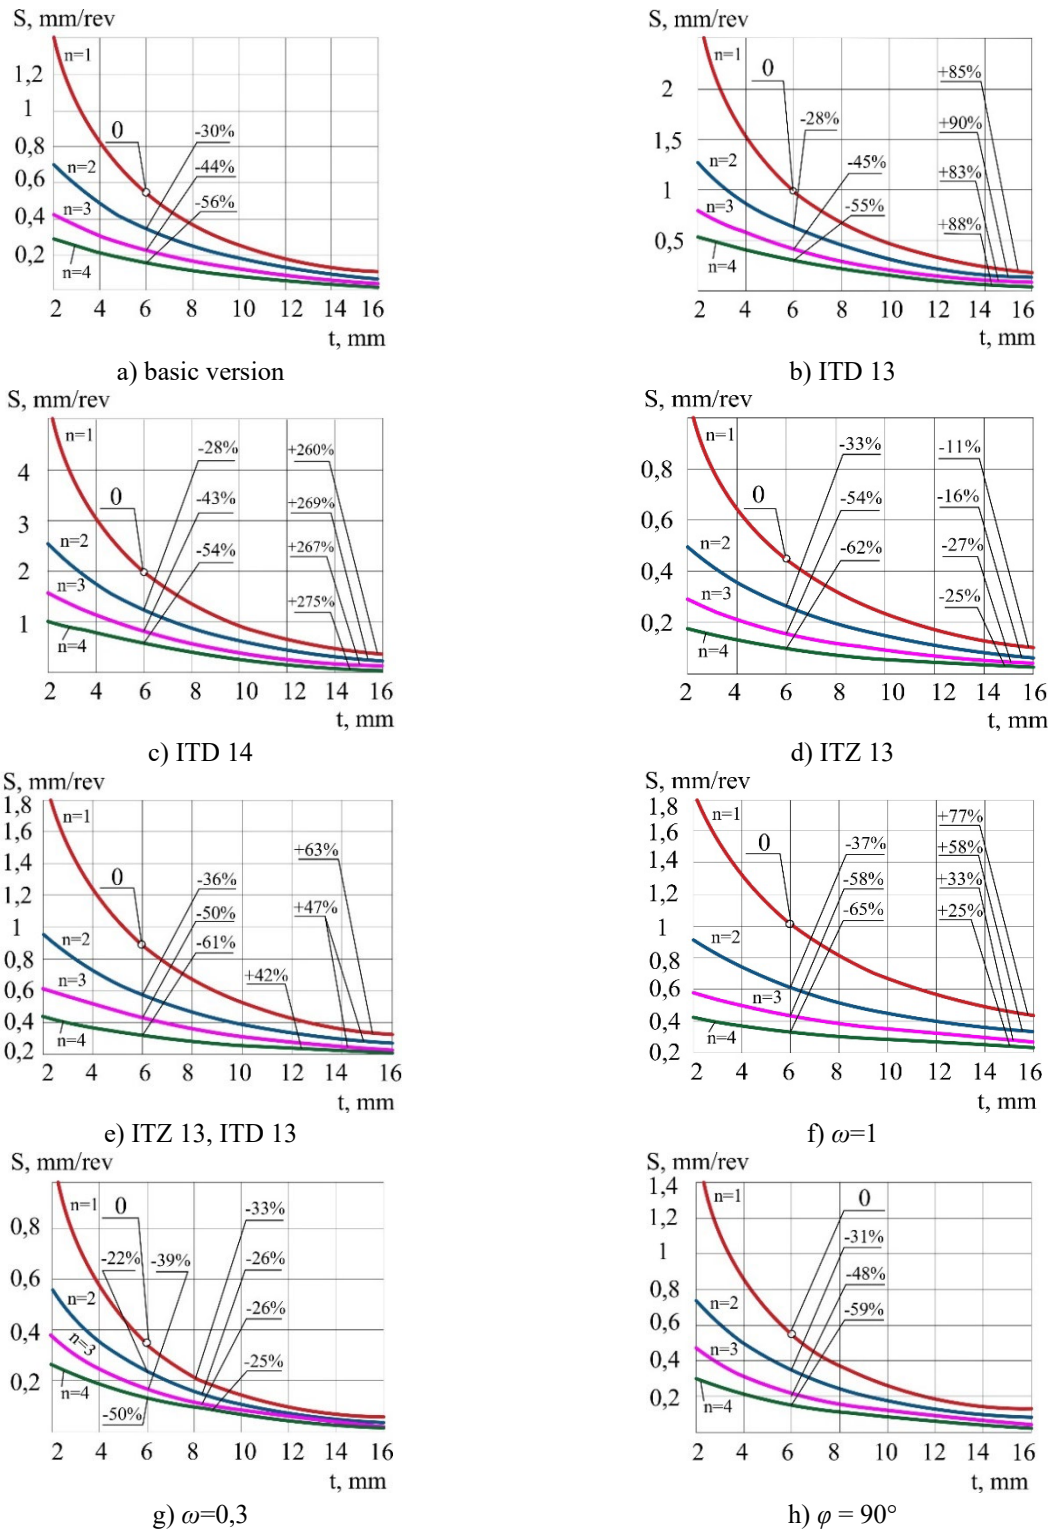 S, mm/rev
n=1
1,2
1
0
0,8
-30%
n=2
-44%
0,6
n=3
-56%
0,4
0,2
n=4
2 4 6 8 10 12 14 16
t, mm
a) basic version
S, mm/rev
n=1
0
+85%
2
-28%
+90%
1,5
n=2
-45%
+83%
1
n=3
-55%
+88%
0,5
n=4
2 4 6 8 10 12 14 16
t, mm
b) ITD 13
S, mm/rev
n=1
-28%
+260%
4
0
-43%
+269%
3
n=2
-54%
+267%
2
n=3
+275%
1
n=4
2 4 6 8 10 12 14 16
t, mm
c) ITD 14
S, mm/rev
n=1
-33%
-11%
0,8
0
-54%
-16%
0,6
n=2
-62%
-27%
0,4
n=3
-25%
0,2
n=4
2 4 6 8 10 12 14 16
t, mm
d) ITZ 13
S, mm/rev
1,8
n=1
1,6
+63%
1,4
0
-36%
1,2
-50%
+47%
1
n=2
-61%
0,8
n=3
+42%
0,6
0,4
n=4
0,2
2 4 6 8 10 12 14 16
t, mm
e) ITZ 13, ITD 13
S, mm/rev
1,8
n=1
+77%
1,6
0
-37%
+58%
1,4
-58%
+33%
1,2
-65%
+25%
1
n=2
0,8
n=3
0,6
0,4
n=4
0,2
2 4 6 8 10 12 14 16
t, mm
f) ω=1
S, mm/rev
n=1
0
-33%
0,8
-22%
-39%
-26%
0,6
n=2
-26%
0,4
n=3
-25%
0,2
n=4
-50%
2 4 6 8 10 12 14 16
t, mm
g) ω=0,3
S, mm/rev
1,4
n=1
0
1,2
-31%
1
-48%
0,8
n=2
-59%
0,6
n=3
0,4
n=4
0,2
2 4 6 8 10 12 14 16
t, mm
h) φ = 90°